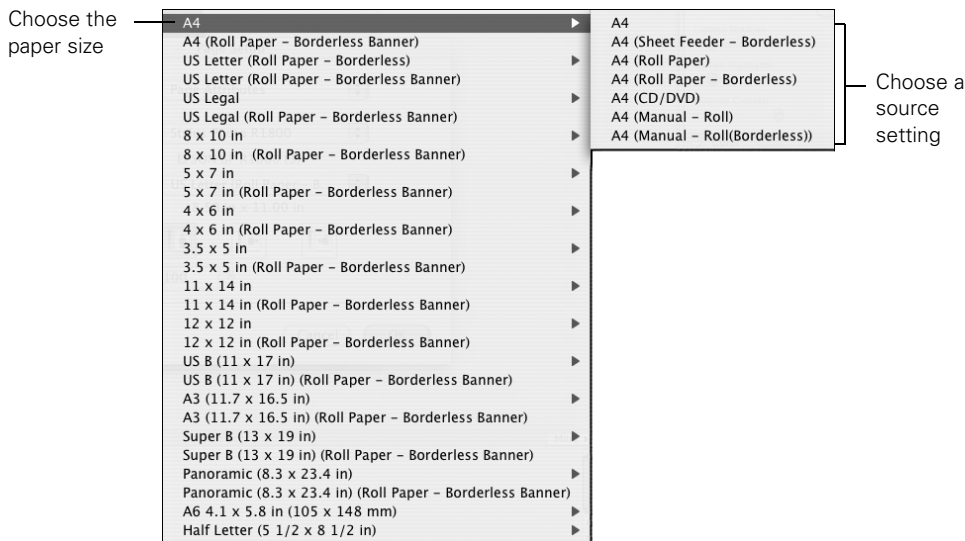 Choose the
paper size
A4
A4 (Roll Paper – Borderless Banner)
US Letter (Roll Paper – Borderless)
US Letter (Roll Paper – Borderless Banner)
US Legal
US Legal (Roll Paper – Borderless Banner)
8 x 10 in
8 x 10 in (Roll Paper – Borderless Banner)
5 x 7 in
5 x 7 in (Roll Paper – Borderless Banner)
4 x 6 in
4 x 6 in (Roll Paper – Borderless Banner)
3.5 x 5 in
3.5 x 5 in (Roll Paper – Borderless Banner)
11 x 14 in
11 x 14 in (Roll Paper – Borderless Banner)
12 x 12 in
12 x 12 in (Roll Paper – Borderless Banner)
US B (11 x 17 in)
US B (11 x 17 in) (Roll Paper – Borderless Banner)
A3 (11.7 x 16.5 in)
A3 (11.7 x 16.5 in) (Roll Paper – Borderless Banner)
Super B (13 x 19 in)
Super B (13 x 19 in) (Roll Paper – Borderless Banner)
Panoramic (8.3 x 23.4 in)
Panoramic (8.3 x 23.4 in) (Roll Paper – Borderless Banner)
A6 4.1 x 5.8 in (105 x 148 mm)
Half Letter (5 1/2 x 8 1/2 in)
A4
A4 (Sheet Feeder – Borderless)
A4 (Roll Paper)
A4 (Roll Paper – Borderless)
A4 (CD/DVD)
A4 (Manual – Roll)
A4 (Manual – Roll(Borderless))
Choose a
source
setting